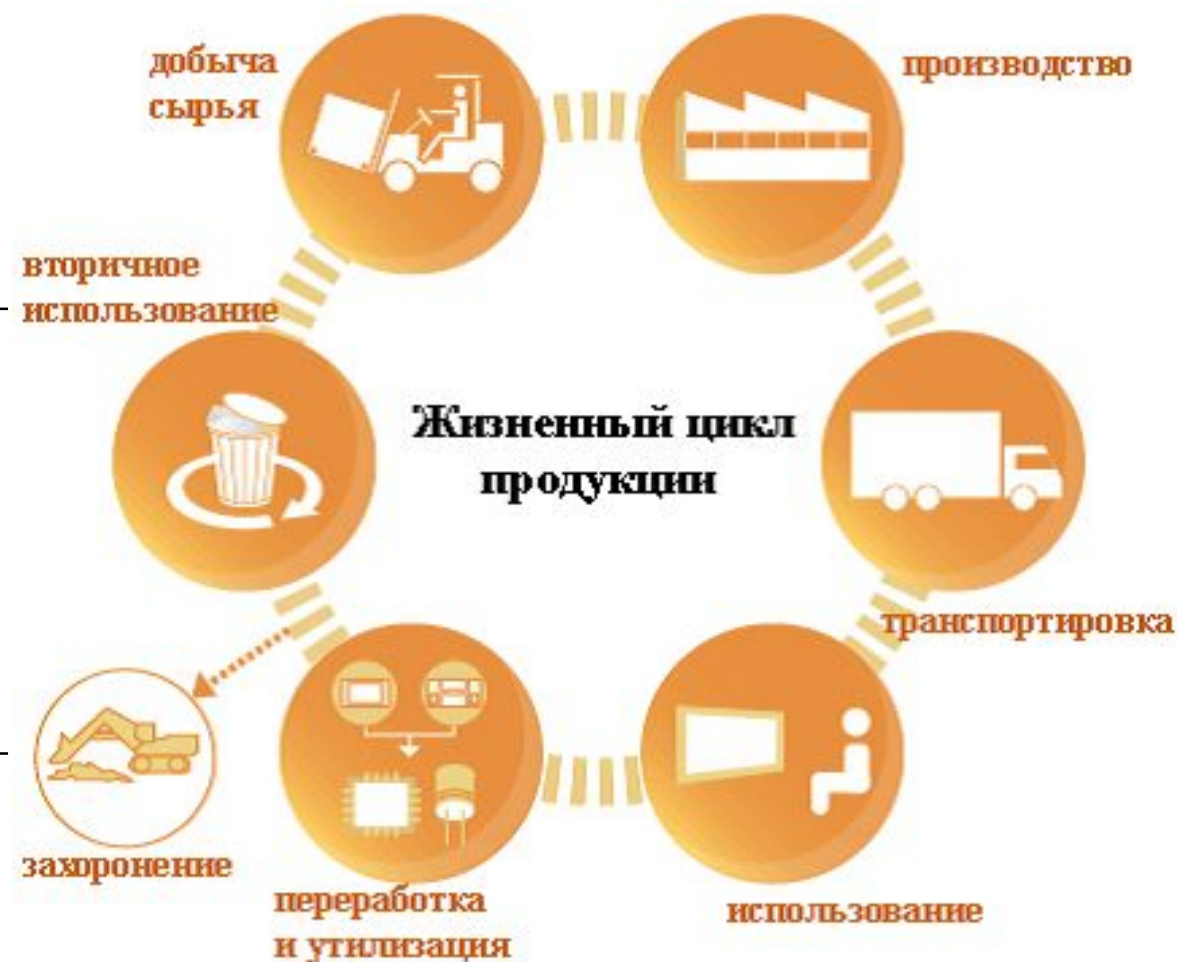 добыча
сырья
производство
вторичное
использование
Жизненный цикл
продукции
транспортировка
захоронение
переработка
и утилизация
использование